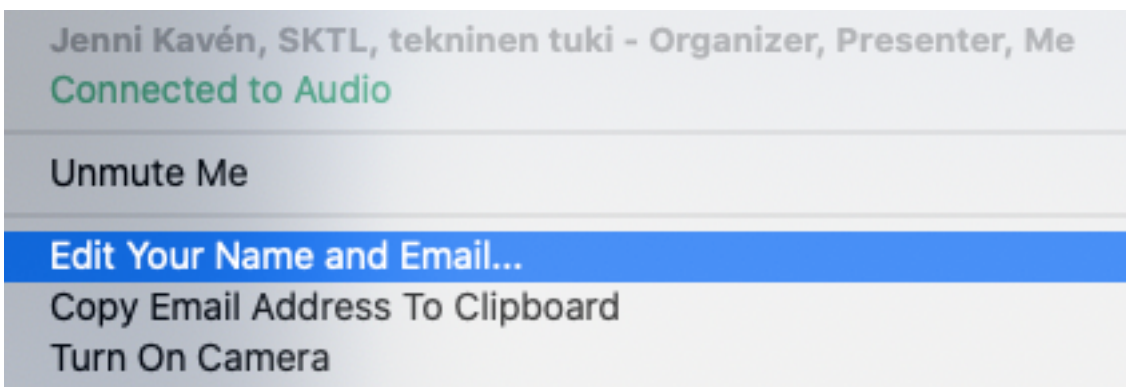 Jenni Kavén, SKTL, tekninen tuki - Organizer, Presenter, Me
Connected to Audio
Unmute Me
Edit Your Name and Email...
Copy Email Address To Clipboard
Turn On Camera